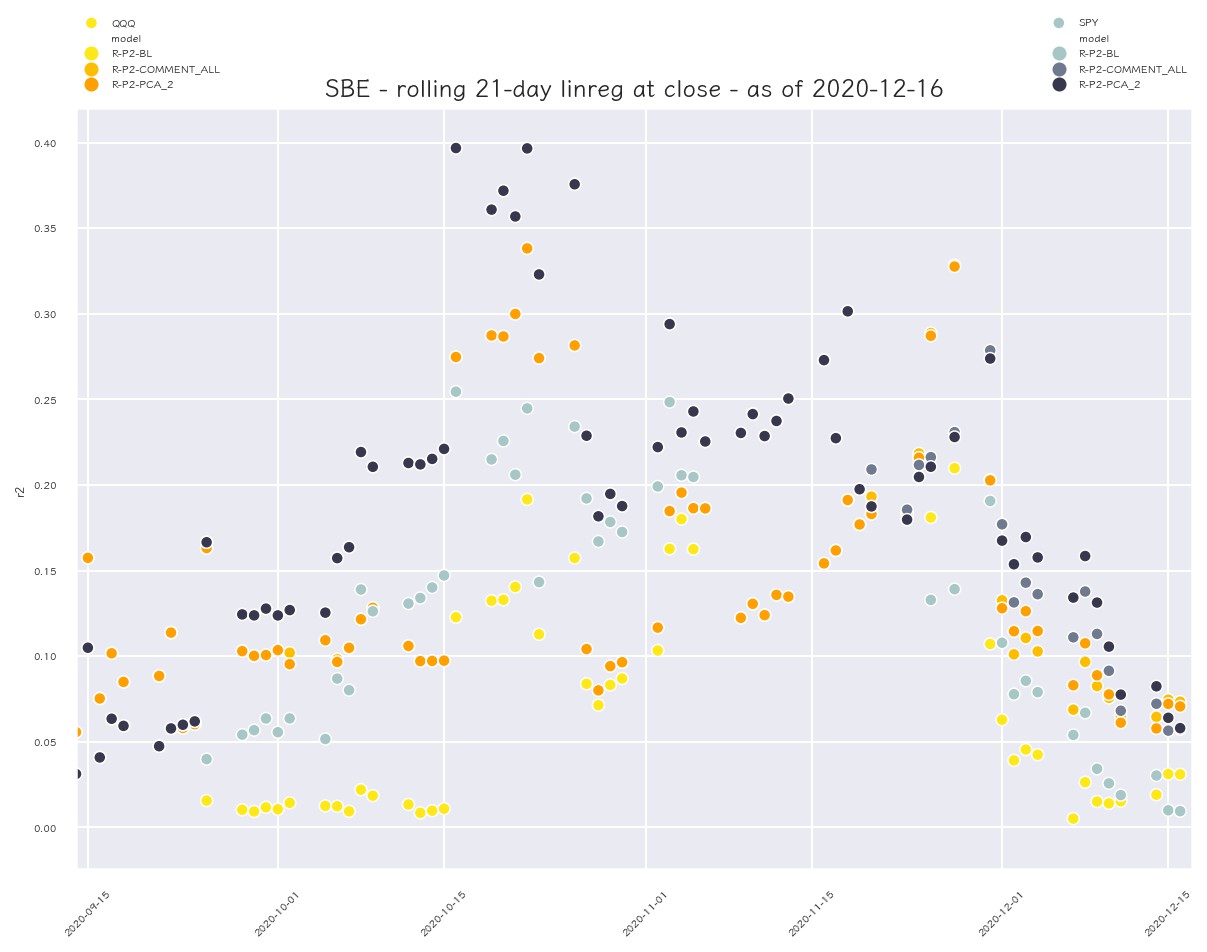 QQQ
model
R-P2-BL
R-P2-COMMENT_ALL
R-P2-PCA_2
SPY
model
R-P2-BL
R-P2-COMMENT_ALL
R-P2-PCA_2
SBE - rolling 21-day linreg at close - as of 2020-12-16
0.40
0.35
0.30
0.25
0.20
0.15
0.10
0.05
0.00
r2
2020-09-15
2020-10-01
2020-10-15
2020-11-01
2020-11-15
2020-12-01
2020-12-15